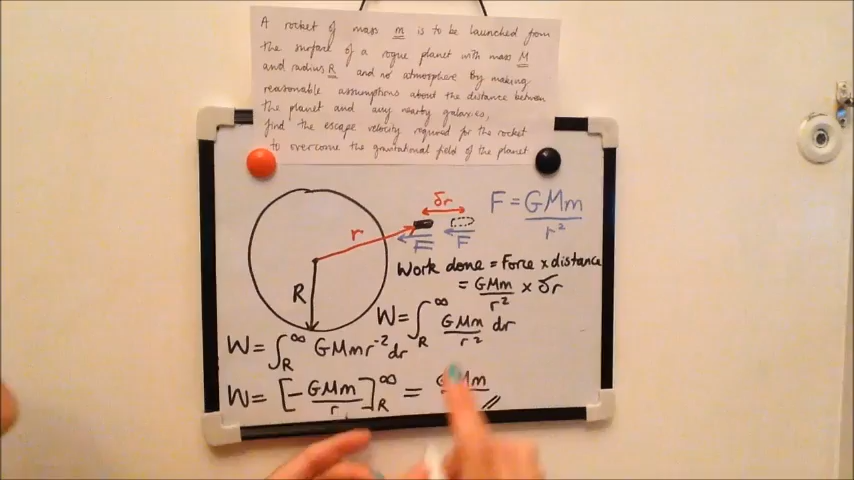 A rocket of mass m is to be launched from
the surface of a rogue planet with mass M
and radius R and no atmosphere. By making
reasonable assumptions about the distance between
the planet and any nearby galaxies,
find the escape velocity required for the rocket
to overcome the gravitational field of the planet
δr
r
F
F
R
F = GMm
r²
Work done = Force x distance
= GMm/r² x δr
W = ∫R^∞ GMm/r² dr
W = ∫R^∞ GMmr⁻² dr
W = [-GMm/r]R^∞ = GMm